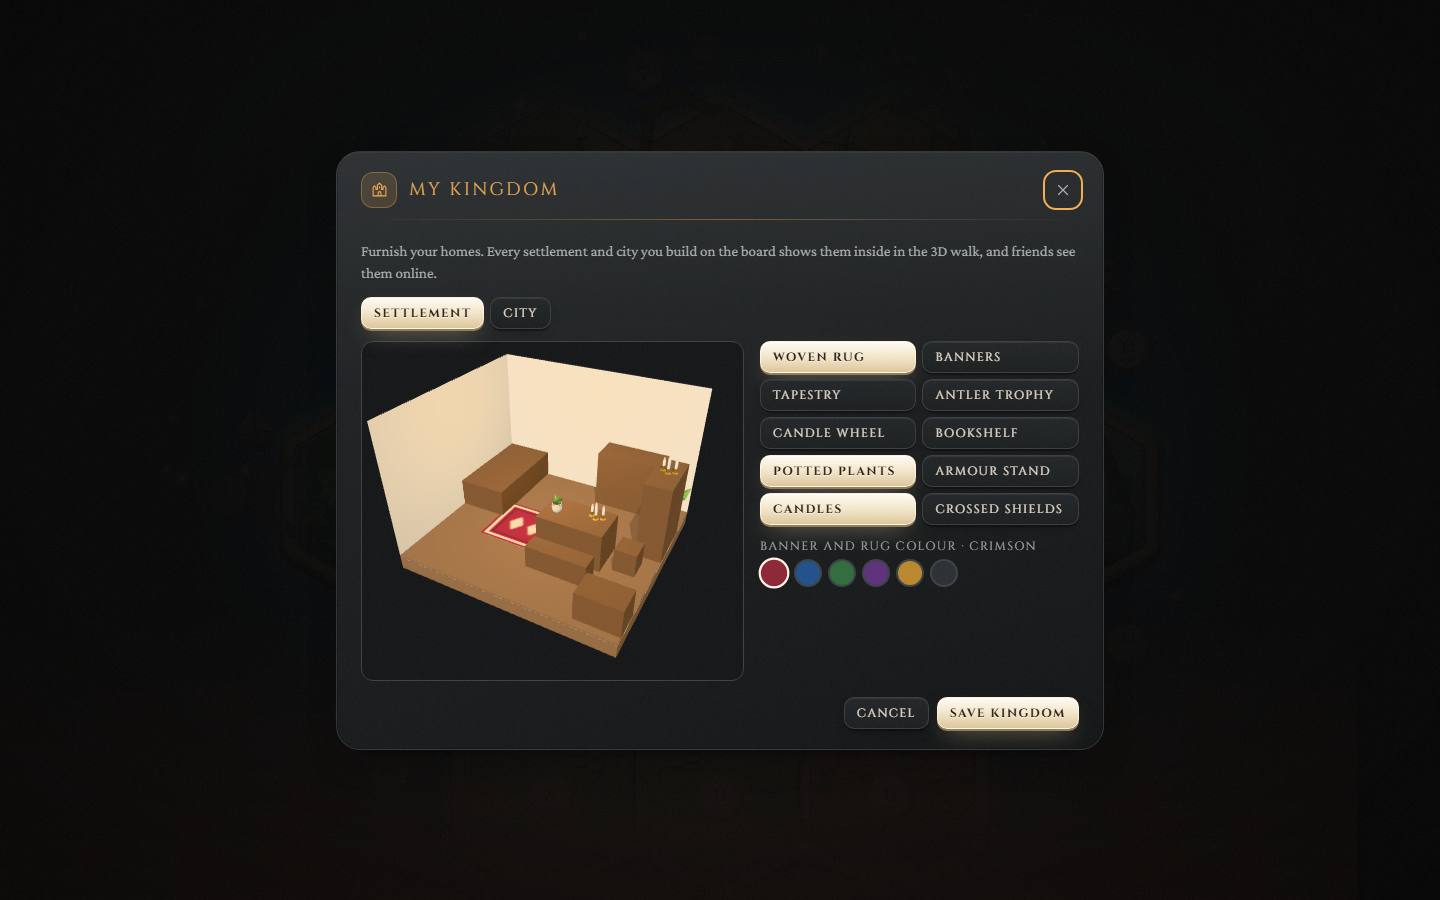 MY KINGDOM
Furnish your homes. Every settlement and city you build on the board shows them inside in the 3D walk, and friends see
them online.
SETTLEMENT
CITY
WOVEN RUG
BANNERS
TAPESTRY
ANTLER TROPHY
CANDLE WHEEL
BOOKSHELF
POTTED PLANTS
ARMOUR STAND
CANDLES
CROSSED SHIELDS
BANNER AND RUG COLOUR · CRIMSON
CANCEL
SAVE KINGDOM